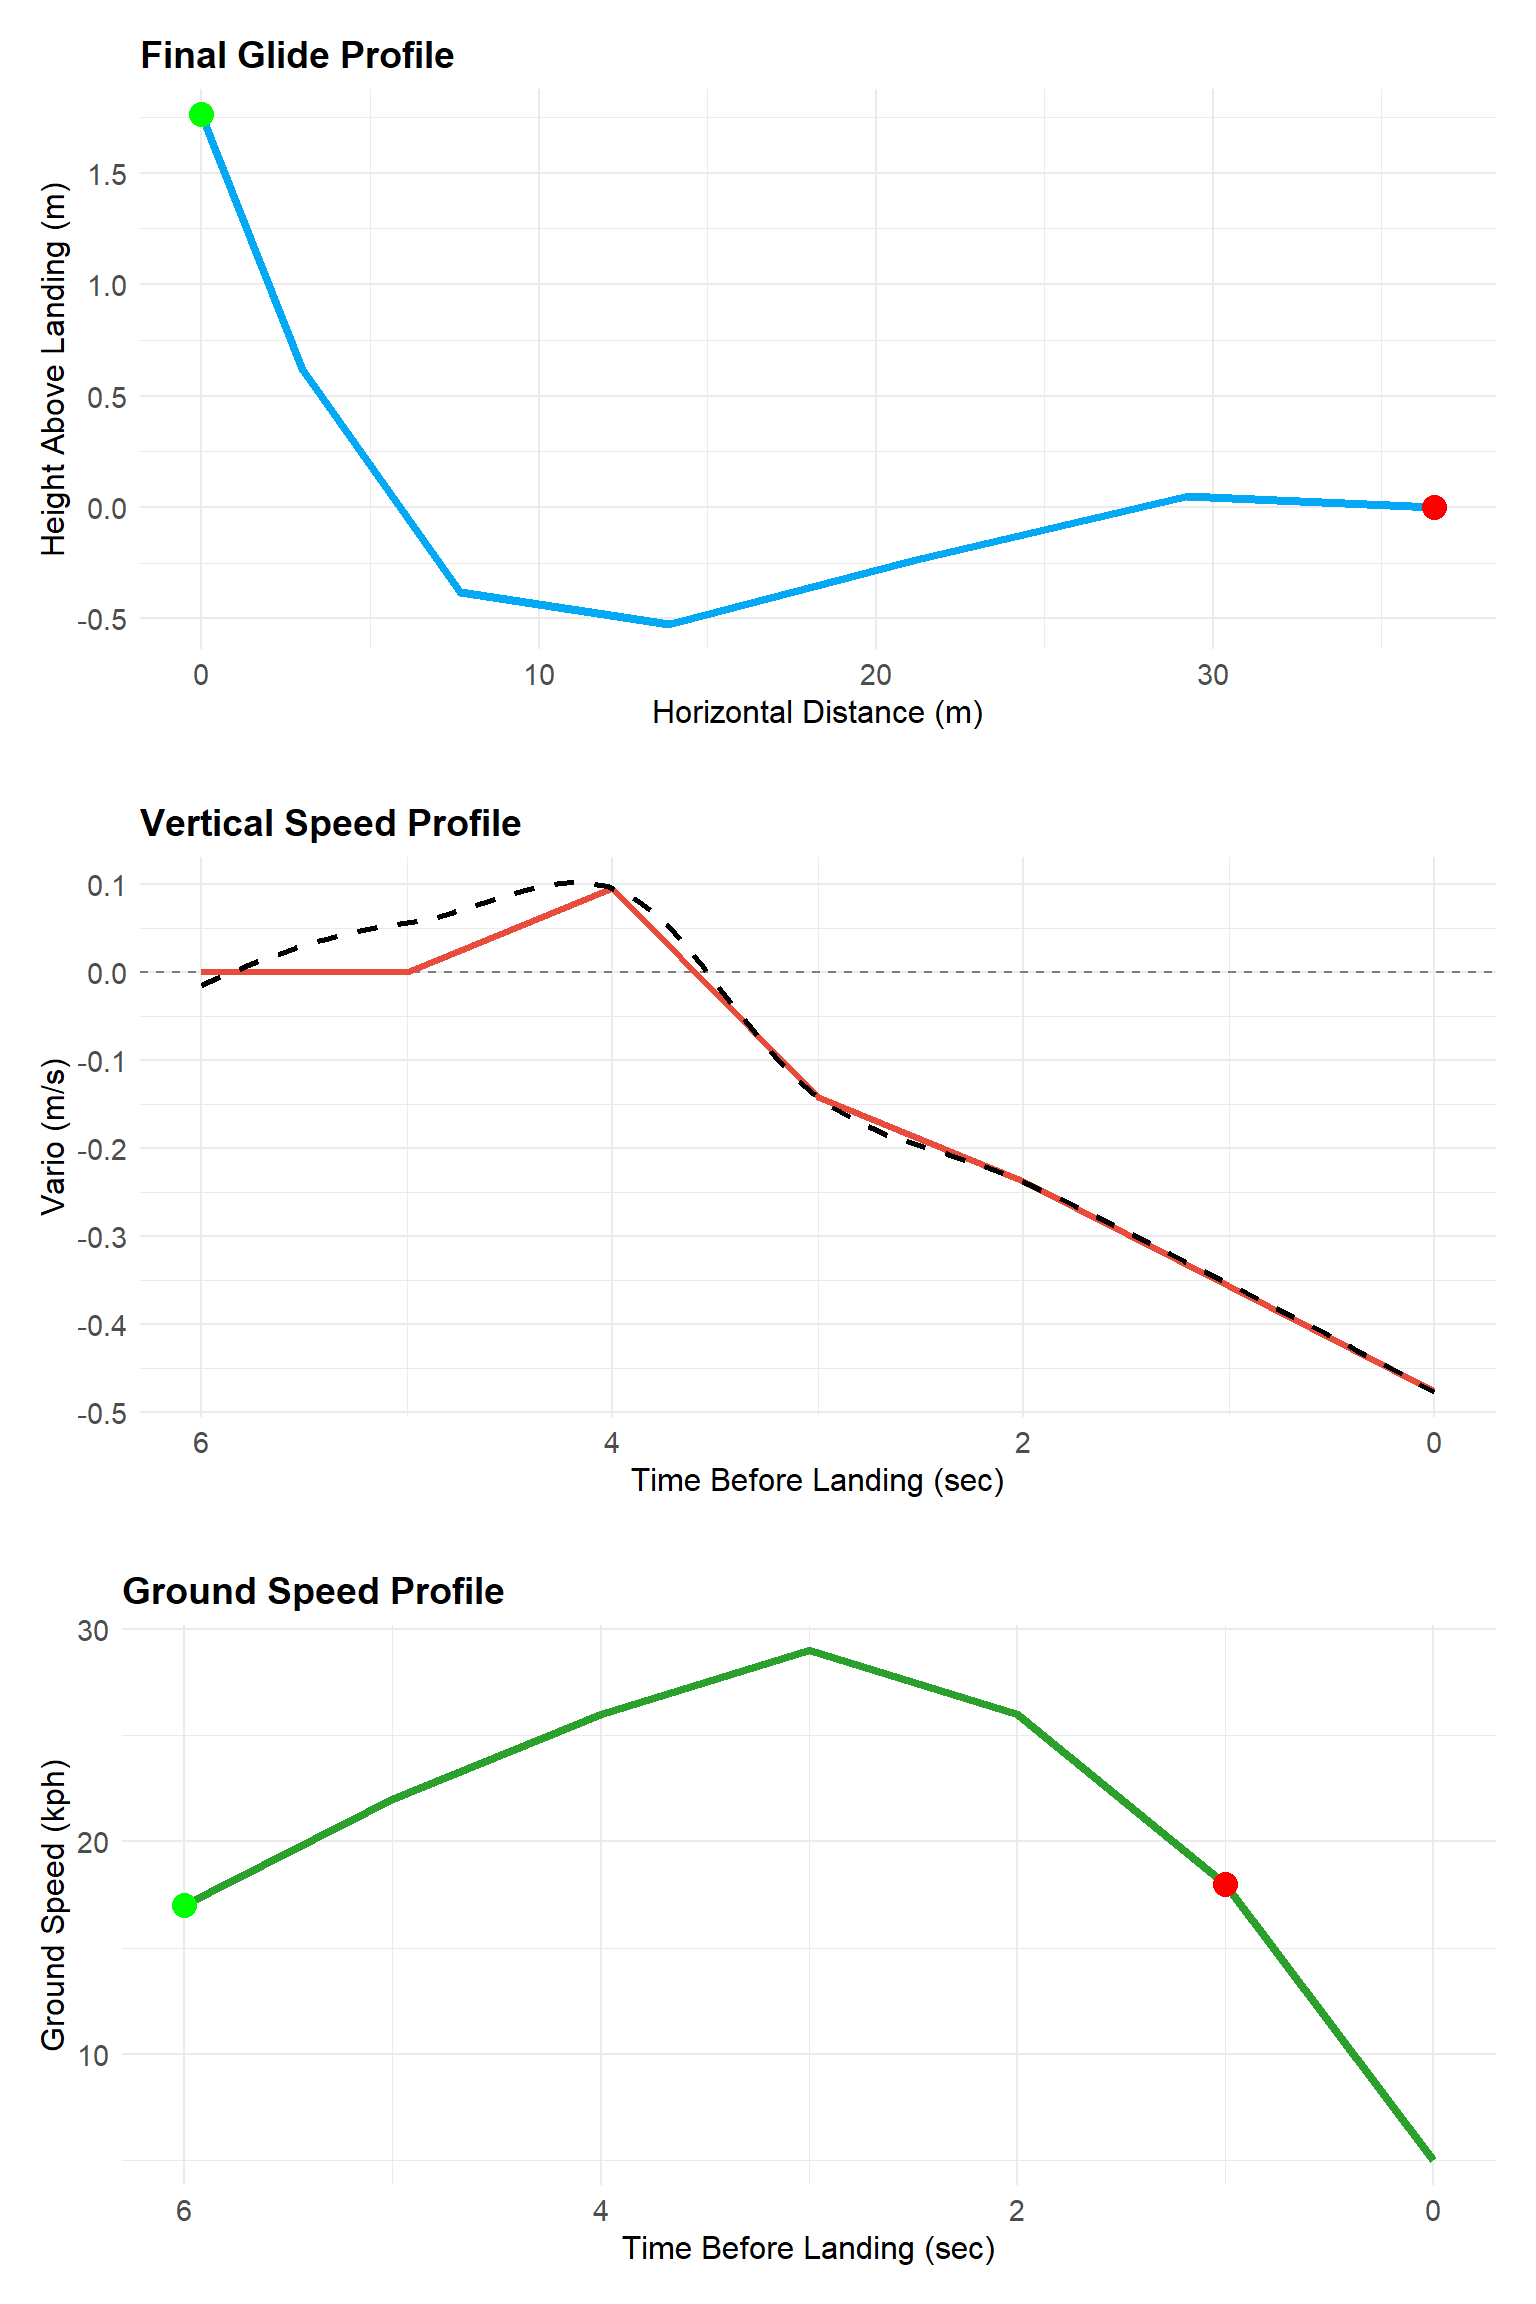 Final Glide Profile
Height Above Landing (m)
1.5
1.0
0.5
0.0
-0.5
0 10 20 30
Horizontal Distance (m)
Vertical Speed Profile
Vario (m/s)
0.1
0.0
-0.1
-0.2
-0.3
-0.4
-0.5
6 4 2 0
Time Before Landing (sec)
Ground Speed Profile
Ground Speed (kph)
30
20
10
6 4 2 0
Time Before Landing (sec)